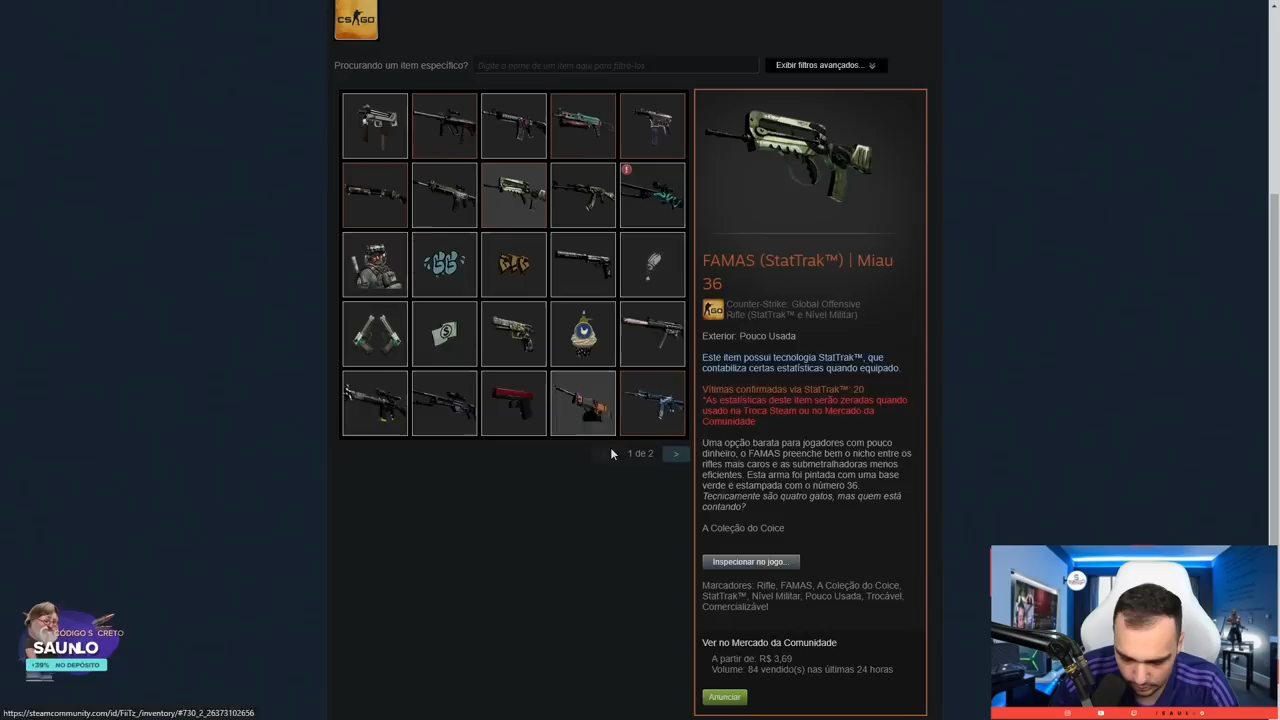 CS GO
Procurando um item específico?
Digite o nome de um item aqui para filtrá-los
Exibir filtros avançados...
FAMAS (StatTrak™) | Miau
36
Counter-Strike: Global Offensive
Rifle (StatTrak™ e Nível Militar)
Exterior: Pouco Usada
Este item possui tecnologia StatTrak™, que
contabiliza certas estatísticas quando equipado.
Vítimas confirmadas via StatTrak™: 20
*As estatísticas deste item serão zeradas quando
usado na Troca Steam ou no Mercado da
Comunidade
Uma opção barata para jogadores com pouco
dinheiro, o FAMAS preenche bem o nicho entre os
rifles mais caros e as submetralhadoras menos
eficientes. Esta arma foi pintada com uma base
verde e estampada com o número 36.
Tecnicamente são quatro gatos, mas quem está
contando?
A Coleção do Coice
1 de 2
>
Inspecionar no jogo...
Marcadores: Rifle, FAMAS, A Coleção do Coice,
StatTrak™, Nível Militar, Pouco Usada, Trocável,
Comercializável
Ver no Mercado da Comunidade
A partir de: R$ 3,69
Volume: 84 vendido(s) nas últimas 24 horas
Anunciar
CÓDIGO S CRETO
SAUNLO
+39% NO DEPÓSITO
https://steamcommunity.com/id/FiiTz_/inventory/#730_2_26373102656